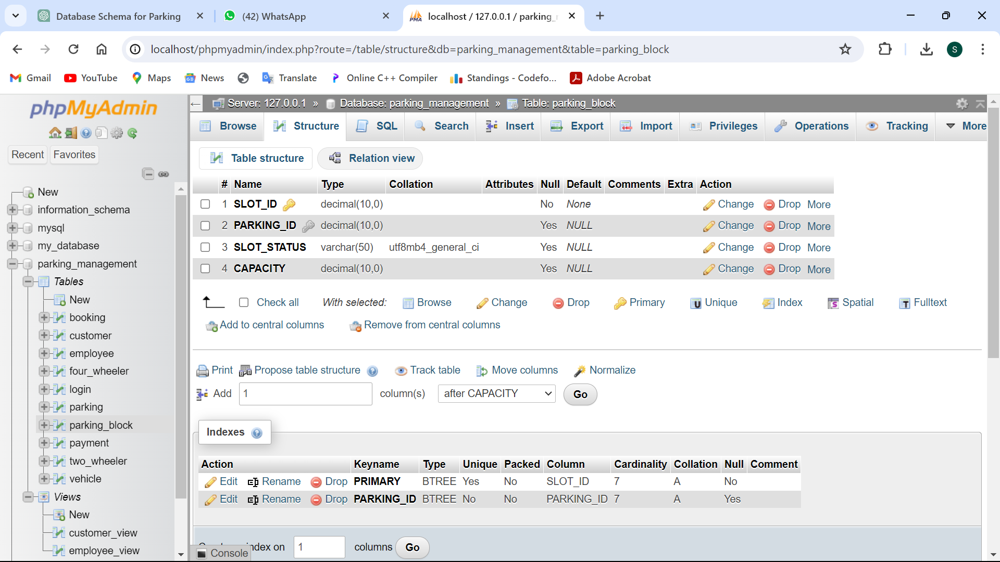 Database Schema for Parking
(42) WhatsApp
localhost / 127.0.0.1 / parking_
localhost/phpmyadmin/index.php?route=/table/structure&db=parking_management&table=parking_block
S
Gmail YouTube Maps News Translate Online C++ Compiler Standings - Codefo... Adobe Acrobat
phpMyAdmin
Recent Favorites
New
information_schema
mysql
my_database
parking_management
Tables
New
booking
customer
employee
four_wheeler
login
parking
parking_block
payment
two_wheeler
vehicle
Views
New
customer_view
employee_view
Server: 127.0.0.1 » Database: parking_management » Table: parking_block
Browse Structure SQL Search Insert Export Import Privileges Operations Tracking More
Table structure Relation view
# Name Type Collation Attributes Null Default Comments Extra Action
1 SLOT_ID decimal(10,0) No None Change Drop More
2 PARKING_ID decimal(10,0) Yes NULL Change Drop More
3 SLOT_STATUS varchar(50) utf8mb4_general_ci Yes NULL Change Drop More
4 CAPACITY decimal(10,0) Yes NULL Change Drop More
Check all With selected: Browse Change Drop Primary Unique Index Spatial Fulltext
Add to central columns Remove from central columns
Print Propose table structure Track table Move columns Normalize
Add 1 column(s) after CAPACITY Go
Indexes
Action Keyname Type Unique Packed Column Cardinality Collation Null Comment
Edit Rename Drop PRIMARY BTREE Yes No SLOT_ID 7 A No
Edit Rename Drop PARKING_ID BTREE No No PARKING_ID 7 A Yes
index on 1 columns Go
Console